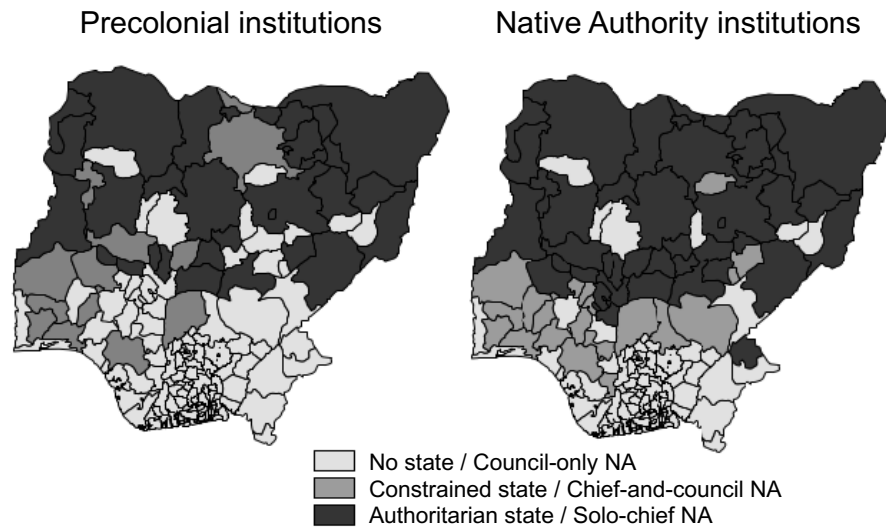 Precolonial institutions
Native Authority institutions
No state / Council-only NA
Constrained state / Chief-and-council NA
Authoritarian state / Solo-chief NA